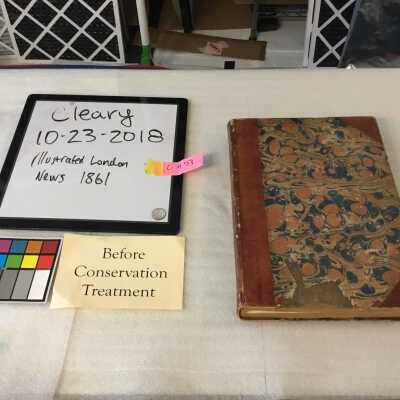 Cleary
10-23-2018
Illustrated London
News 1861
Before
Conservation
Treatment